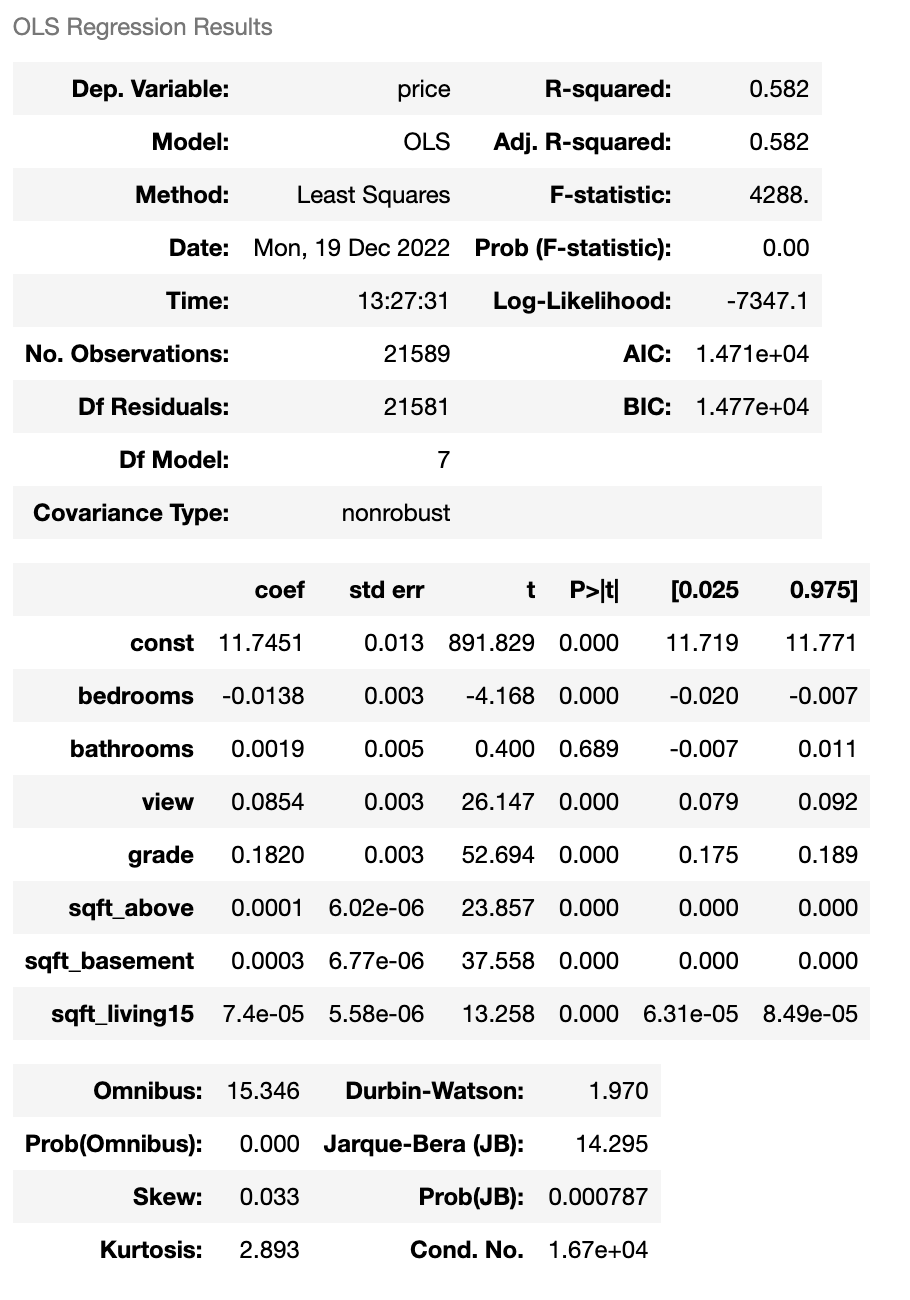 OLS Regression Results
Dep. Variable: price R-squared: 0.582
Model: OLS Adj. R-squared: 0.582
Method: Least Squares F-statistic: 4288.
Date: Mon, 19 Dec 2022 Prob (F-statistic): 0.00
Time: 13:27:31 Log-Likelihood: -7347.1
No. Observations: 21589 AIC: 1.471e+04
Df Residuals: 21581 BIC: 1.477e+04
Df Model: 7
Covariance Type: nonrobust
coef std err t P>|t| [0.025 0.975]
const 11.7451 0.013 891.829 0.000 11.719 11.771
bedrooms -0.0138 0.003 -4.168 0.000 -0.020 -0.007
bathrooms 0.0019 0.005 0.400 0.689 -0.007 0.011
view 0.0854 0.003 26.147 0.000 0.079 0.092
grade 0.1820 0.003 52.694 0.000 0.175 0.189
sqft_above 0.0001 6.02e-06 23.857 0.000 0.000 0.000
sqft_basement 0.0003 6.77e-06 37.558 0.000 0.000 0.000
sqft_living15 7.4e-05 5.58e-06 13.258 0.000 6.31e-05 8.49e-05
Omnibus: 15.346 Durbin-Watson: 1.970
Prob(Omnibus): 0.000 Jarque-Bera (JB): 14.295
Skew: 0.033 Prob(JB): 0.000787
Kurtosis: 2.893 Cond. No. 1.67e+04